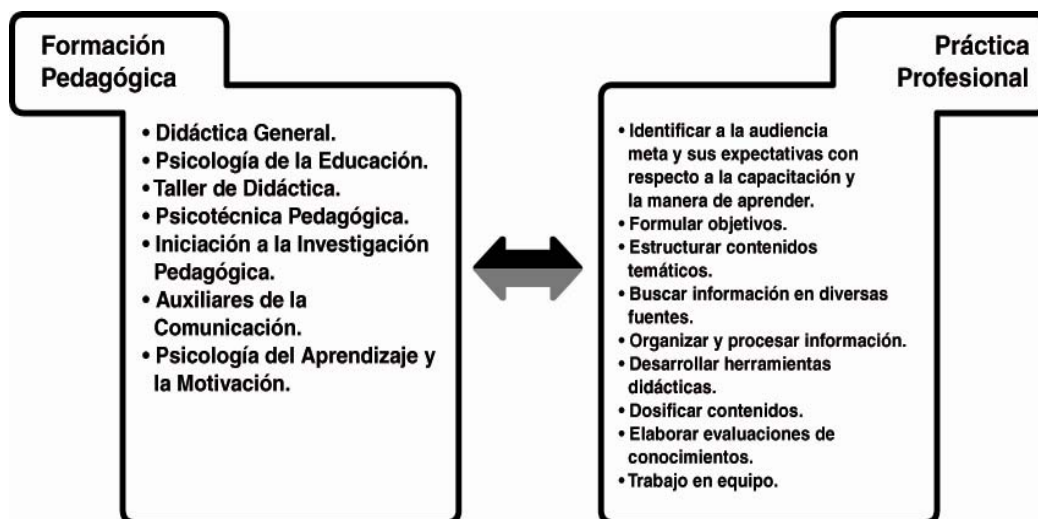 Formación
Pedagógica
• Didáctica General.
• Psicología de la Educación.
• Taller de Didáctica.
• Psicotécnica Pedagógica.
• Iniciación a la Investigación
Pedagógica.
• Auxiliares de la
Comunicación.
• Psicología del Aprendizaje y
la Motivación.
Práctica
Profesional
• Identificar a la audiencia
meta y sus expectativas con
respecto a la capacitación y
la manera de aprender.
• Formular objetivos.
• Estructurar contenidos
temáticos.
• Buscar información en diversas
fuentes.
• Organizar y procesar información.
• Desarrollar herramientas
didácticas.
• Dosificar contenidos.
• Elaborar evaluaciones de
conocimientos.
• Trabajo en equipo.